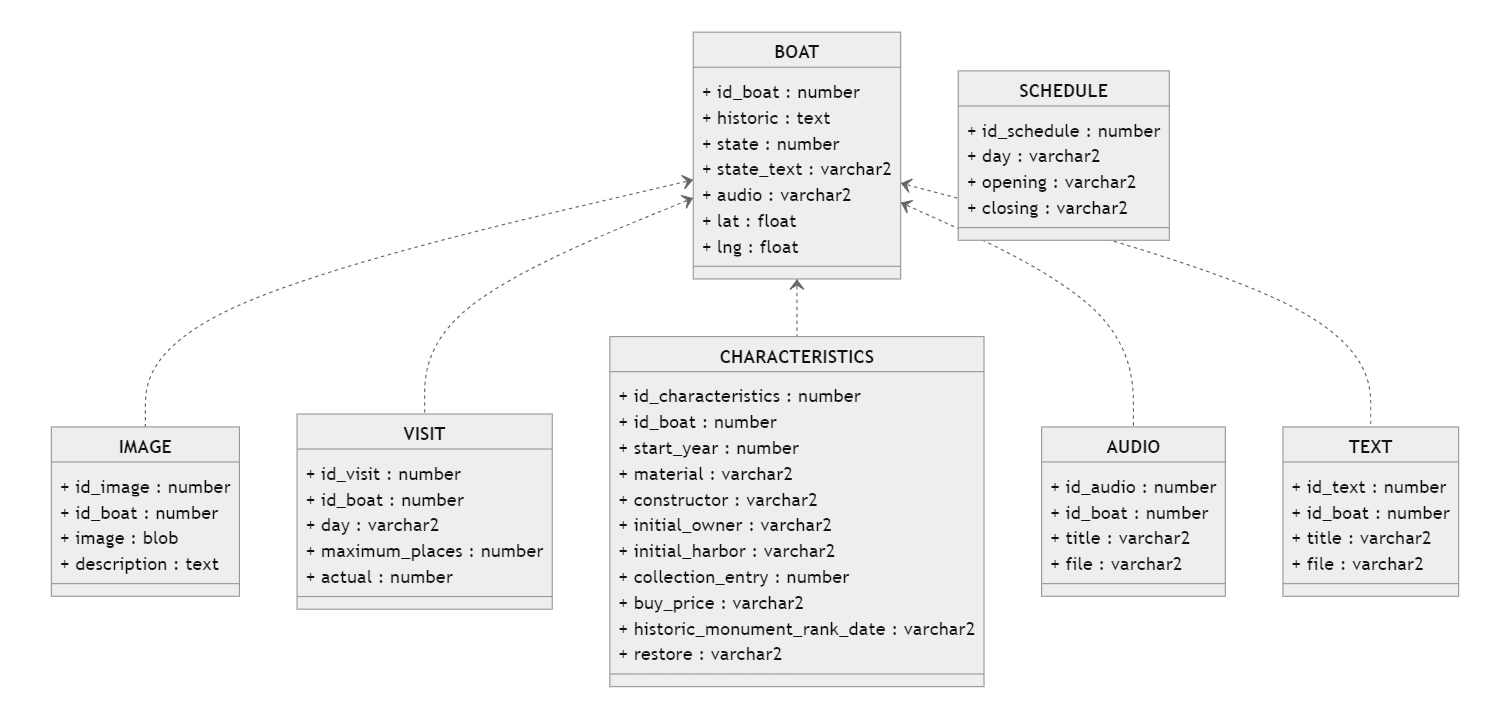 BOAT
+ id_boat : number
+ historic : text
+ state : number
+ state_text : varchar2
+ audio : varchar2
+ lat : float
+ lng : float
SCHEDULE
+ id_schedule : number
+ day : varchar2
+ opening : varchar2
+ closing : varchar2
IMAGE
+ id_image : number
+ id_boat : number
+ image : blob
+ description : text
VISIT
+ id_visit : number
+ id_boat : number
+ day : varchar2
+ maximum_places : number
+ actual : number
CHARACTERISTICS
+ id_characteristics : number
+ id_boat : number
+ start_year : number
+ material : varchar2
+ constructor : varchar2
+ initial_owner : varchar2
+ initial_harbor : varchar2
+ collection_entry : number
+ buy_price : varchar2
+ historic_monument_rank_date : varchar2
+ restore : varchar2
AUDIO
+ id_audio : number
+ id_boat : number
+ title : varchar2
+ file : varchar2
TEXT
+ id_text : number
+ id_boat : number
+ title : varchar2
+ file : varchar2